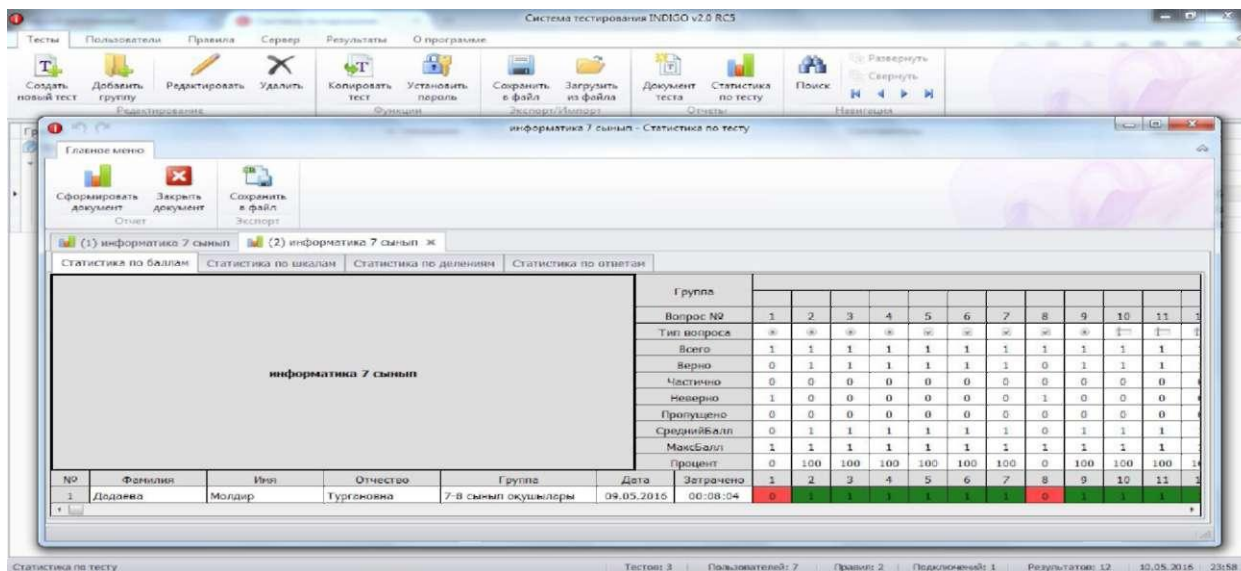 Система тестирования INDIGO v2.0 RC5
Тесты Пользователи Правила Сервер Результаты О программе
Создать новый тест Добавить группу Редактировать Удалить Копировать тест Установить пароль Сохранить в файл Загрузить из файла Документ теста Статистика по тесту Поиск Развернуть Свернуть
Редактирование Функции Экспорт/Импорт Отчеты Навигация
информатика 7 сынып - Статистика по тесту
Главное меню
Сформировать документ Закрыть документ Сохранить в файл
Отчет Экспорт
(1) информатика 7 сынып (2) информатика 7 сынып
Статистика по баллам Статистика по шкалам Статистика по делениям Статистика по ответам
информатика 7 сынып
Группа
Вопрос № 1 2 3 4 5 6 7 8 9 10 11 1
Тип вопроса
Всего 1 1 1 1 1 1 1 1 1 1 1
Верно 0 1 1 1 1 1 1 0 1 1 1
Частично 0 0 0 0 0 0 0 0 0 0 0
Неверно 1 0 0 0 0 0 0 1 0 0 0
Пропущено 0 0 0 0 0 0 0 0 0 0 0
СреднийБалл 0 1 1 1 1 1 1 0 1 1 1
МаксБалл 1 1 1 1 1 1 1 1 1 1 1
Процент 0 100 100 100 100 100 100 0 100 100 100
№ Фамилия Имя Отчество Группа Дата Затрачено 1 2 3 4 5 6 7 8 9 10 11 1
1 Дадаева Молдир Тургановна 7-8 сынып оқушылары 09.05.2016 00:08:04 0 1 1 1 1 1 1 0 1 1 1
Статистика по тесту Тестов: 3 Пользователей: 7 Правил: 2 Подключений: 1 Результатов: 12 10.05.2016 23:58